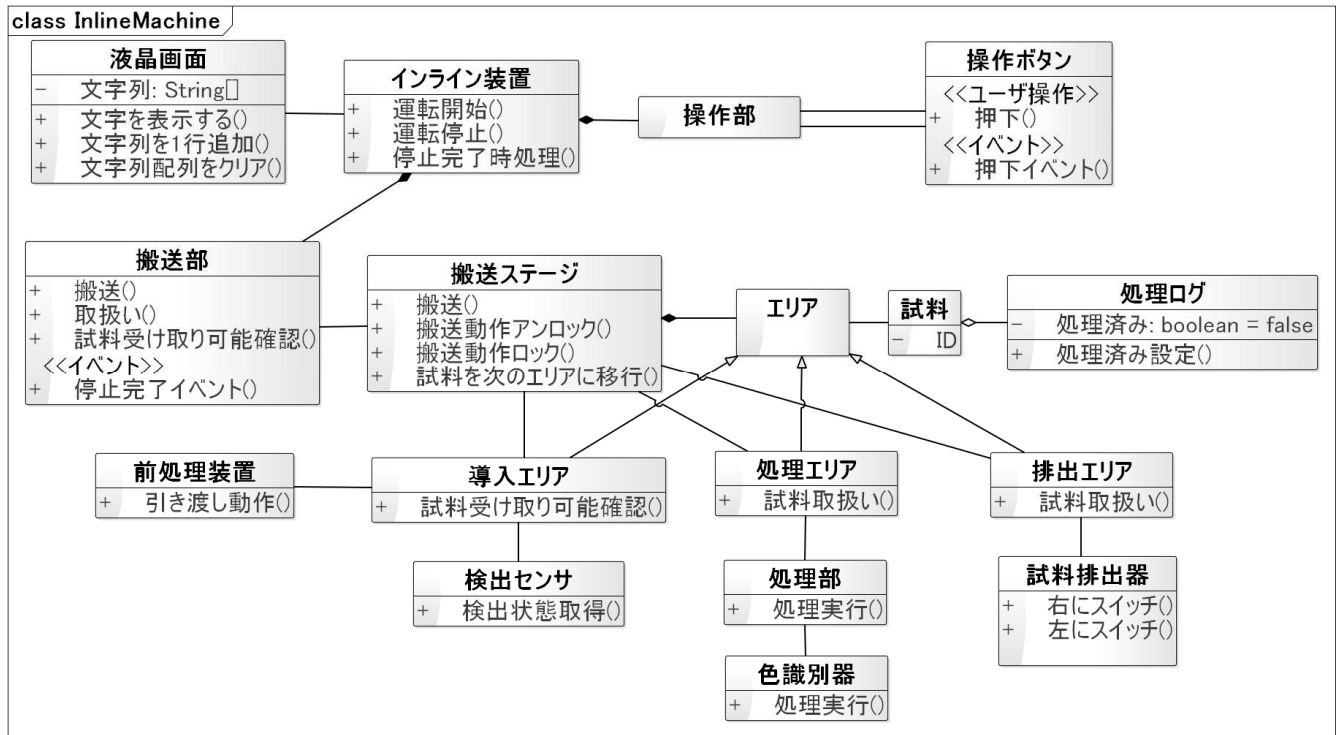 class InlineMachine
液晶画面
- 文字列: String[]
+ 文字を表示する()
+ 文字列を1行追加()
+ 文字列配列をクリア()
インライン装置
+ 運転開始()
+ 運転停止()
+ 停止完了時処理()
操作部
操作ボタン
<<ユーザ操作>>
+ 押下()
<<イベント>>
+ 押下イベント()
搬送部
+ 搬送()
+ 取扱い()
+ 試料受け取り可能確認()
<<イベント>>
+ 停止完了イベント()
搬送ステージ
+ 搬送()
+ 搬送動作アンロック()
+ 搬送動作ロック()
+ 試料を次のエリアに移行()
エリア
試料
- ID
処理ログ
- 処理済み: boolean = false
+ 処理済み設定()
前処理装置
+ 引き渡し動作()
導入エリア
+ 試料受け取り可能確認()
処理エリア
+ 試料取扱い()
排出エリア
+ 試料取扱い()
検出センサ
+ 検出状態取得()
処理部
+ 処理実行()
試料排出器
+ 右にスイッチ()
+ 左にスイッチ()
色識別器
+ 処理実行()